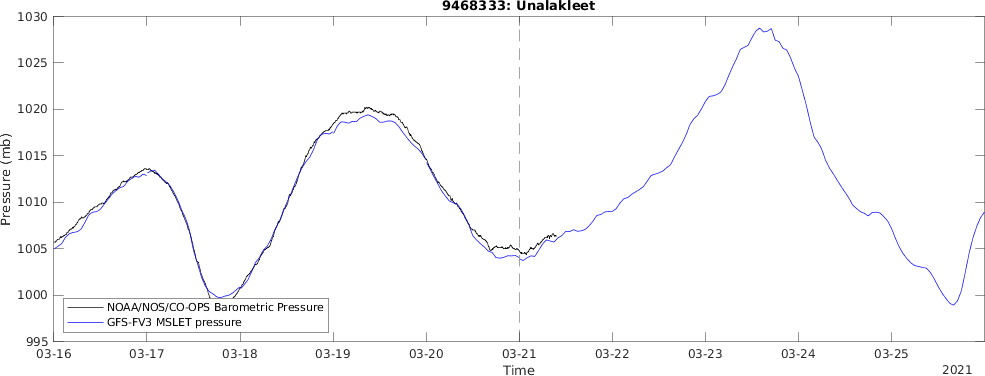 9468333: Unalakleet
Pressure (mb)
1030
1025
1020
1015
1010
1005
1000
995
NOAA/NOS/CO-OPS Barometric Pressure
GFS-FV3 MSLET pressure
03-16 03-17 03-18 03-19 03-20 03-21 03-22 03-23 03-24 03-25
Time
2021